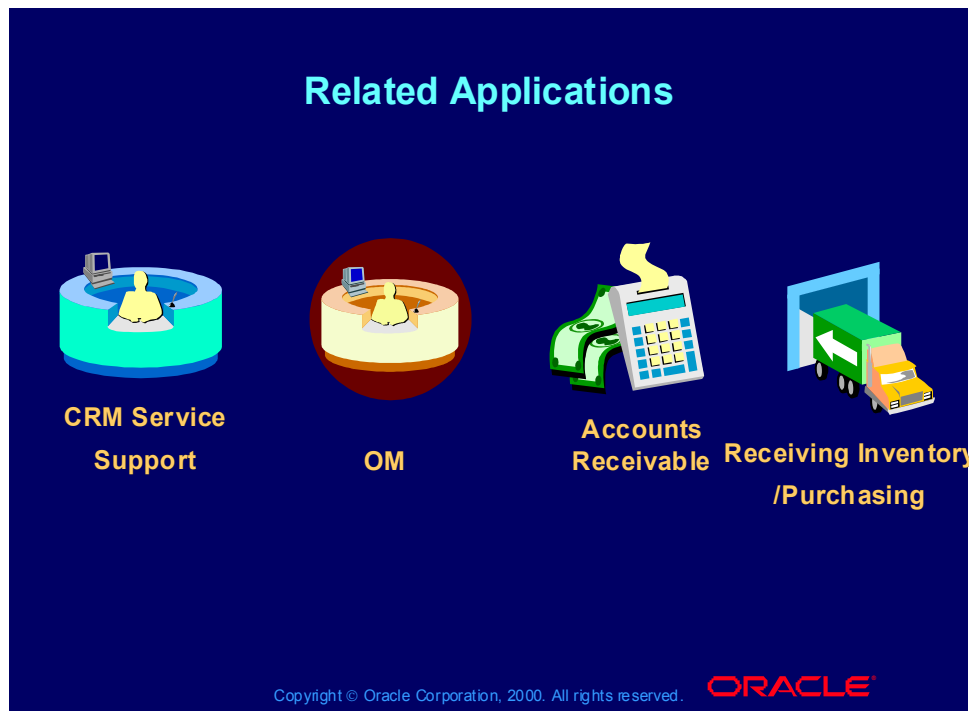 Related Applications
CRM Service
Support
OM
Accounts
Receivable
Receiving Inventory
/Purchasing
Copyright © Oracle Corporation, 2000. All rights reserved.
ORACLE®